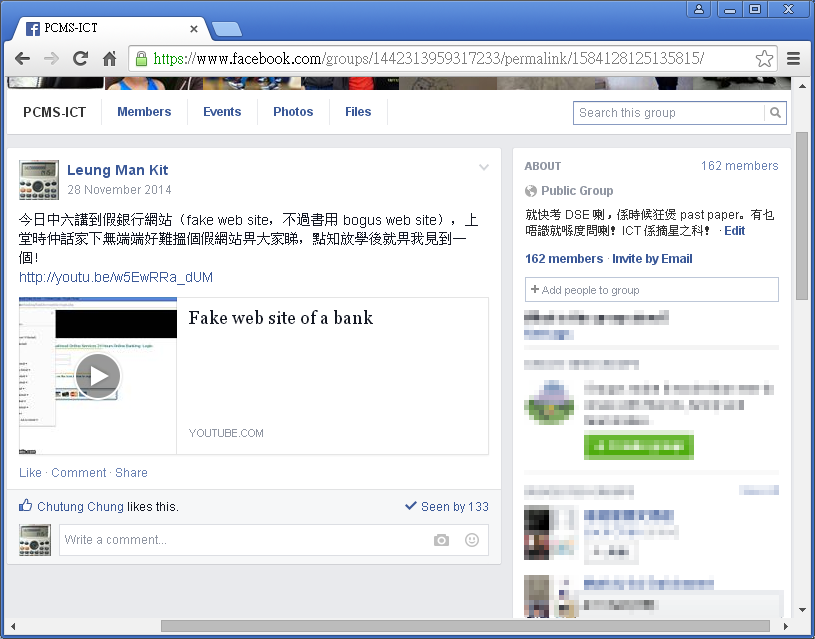 PCMS-ICT
https://www.facebook.com/groups/1442313959317233/permalink/1584128125135815/
PCMS-ICT
Members
Events
Photos
Files
Search this group
Leung Man Kit
28 November 2014
今日中六講到假銀行網站（fake web site，不過書用 bogus web site），上
堂時仲話家下無端端好難搵個假網站畀大家睇，點知放學後就畀我見到一
個！
http://youtu.be/w5EwRRa_dUM
Fake web site of a bank
YOUTUBE.COM
Like · Comment · Share
Chutung Chung likes this.
Seen by 133
Write a comment...
ABOUT
162 members
Public Group
就快考 DSE 喇，係時候狂煲 past paper。有乜
唔識就喺度問喇！ICT 係摘星之科！ · Edit
162 members · Invite by Email
+ Add people to group